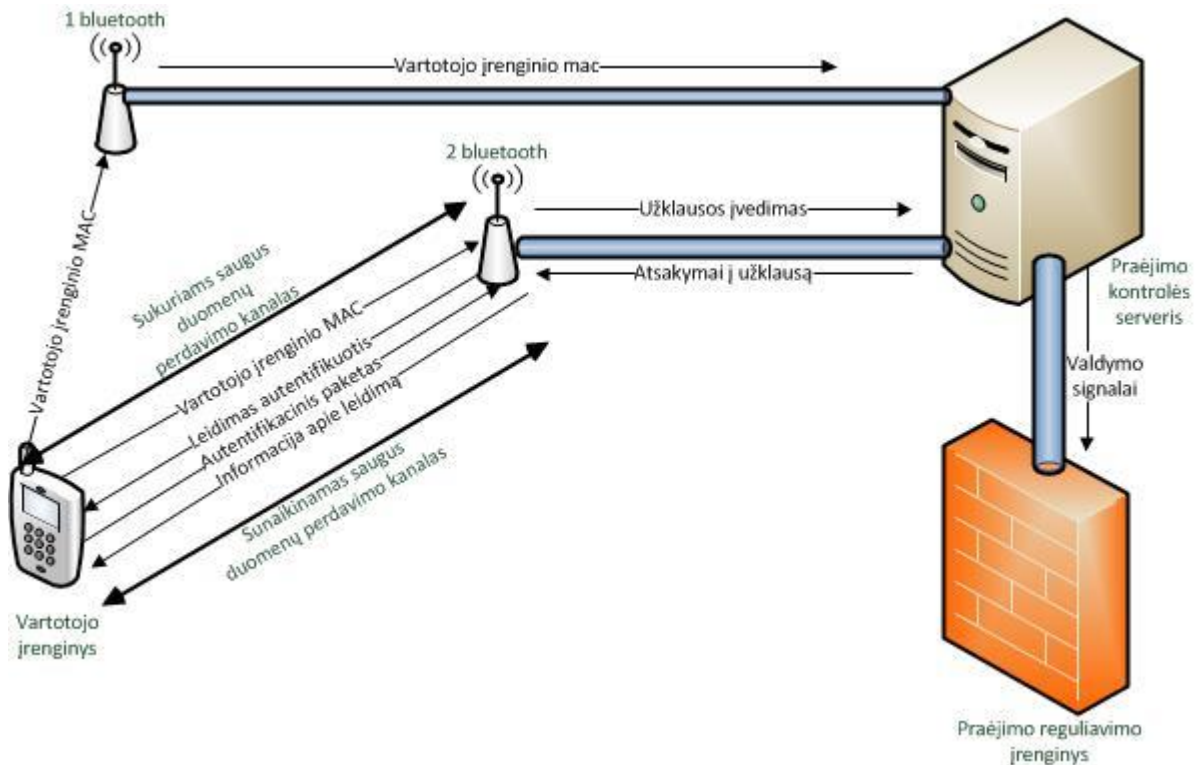 1 bluetooth
Vartotojo įrenginio mac
2 bluetooth
Užklausos įvedimas
Atsakymai į užklausą
Praėjimo
kontrolės
serveris
Valdymo
signalai
Vartotojo įrenginio MAC
Sukuriams saugus
duomenų
perdavimo kanalas
Vartotojo įrenginio MAC
Leidimas autentifikuotis
Autentifikacinis paketas
Informacija apie leidimą
Sunaikinamas saugus
duomenų perdavimo kanalas
Vartotojo
įrenginys
Praėjimo reguliavimo
įrenginys